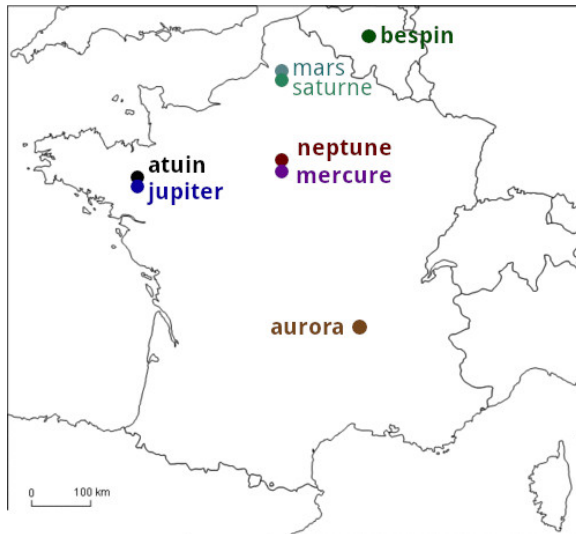 bespin
mars
saturne
neptune
atuin
mercure
jupiter
aurora
0 100 km